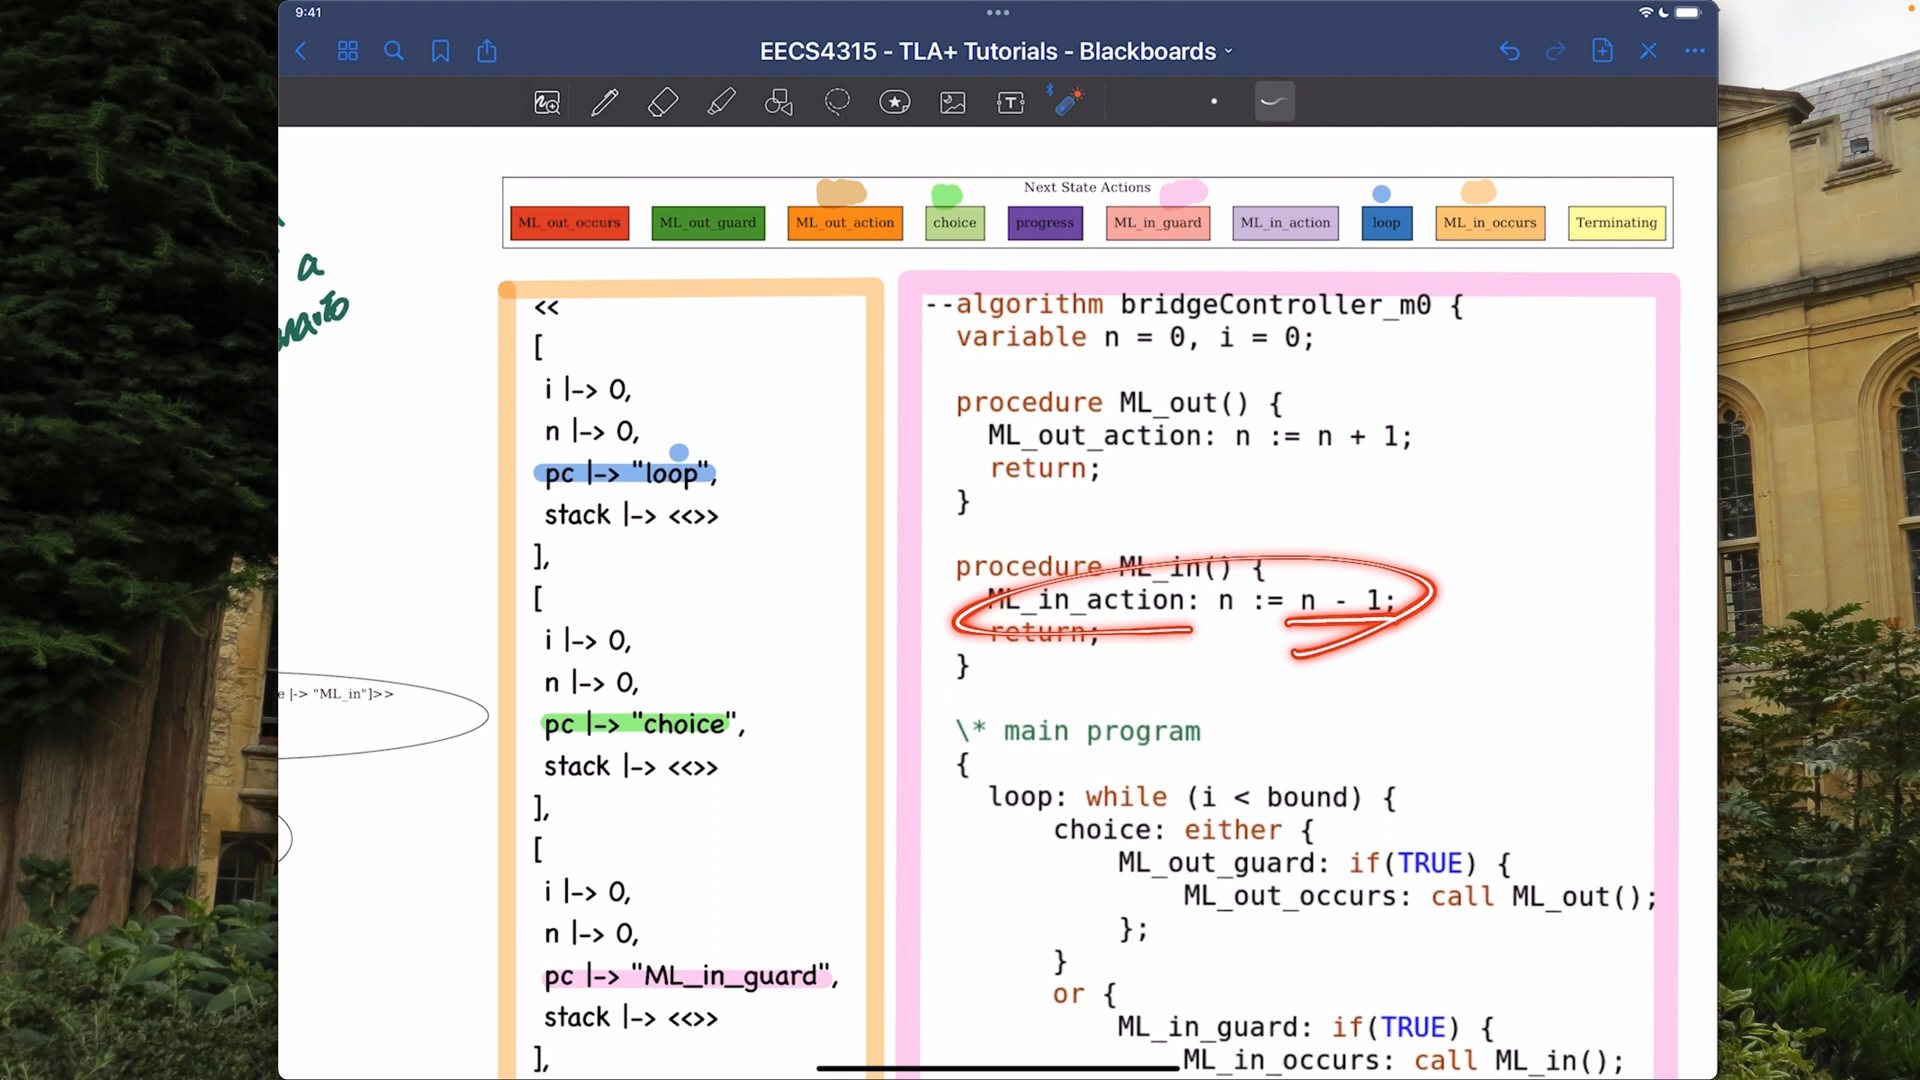 9:41
EECS4315 - TLA+ Tutorials - Blackboards
Next State Actions
ML_out_occurs ML_out_guard ML_out_action choice progress ML_in_guard ML_in_action loop ML_in_occurs Terminating
a
e |-> "ML_in"]>>
<<
[
i |-> 0,
n |-> 0,
pc |-> "loop",
stack |-> <<>>
],
[
i |-> 0,
n |-> 0,
pc |-> "choice",
stack |-> <<>>
],
[
i |-> 0,
n |-> 0,
pc |-> "ML_in_guard",
stack |-> <<>>
],
--algorithm bridgeController_m0 {
variable n = 0, i = 0;
procedure ML_out() {
ML_out_action: n := n + 1;
return;
}
procedure ML_in() {
ML_in_action: n := n - 1;
return;
}
\* main program
{
loop: while (i < bound) {
choice: either {
ML_out_guard: if(TRUE) {
ML_out_occurs: call ML_out();
};
}
or {
ML_in_guard: if(TRUE) {
ML_in_occurs: call ML_in();